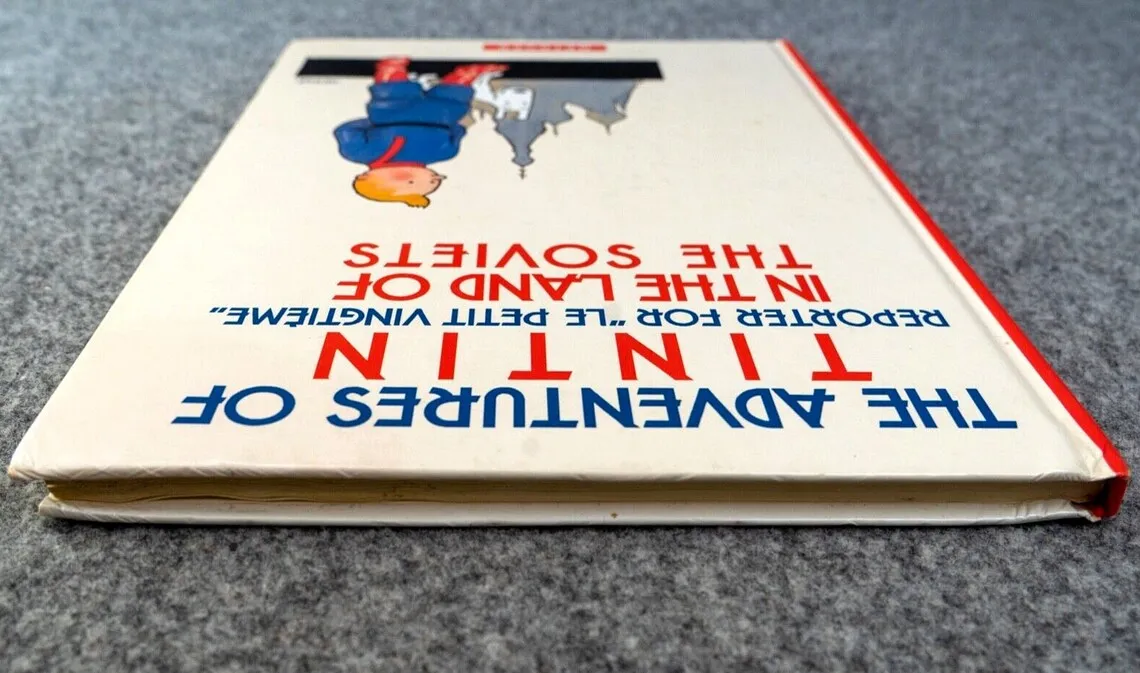 THE ADVENTURES OF
TINTIN
REPORTER FOR "LE PETIT VINGTIÈME"
IN THE LAND OF
THE SOVIETS